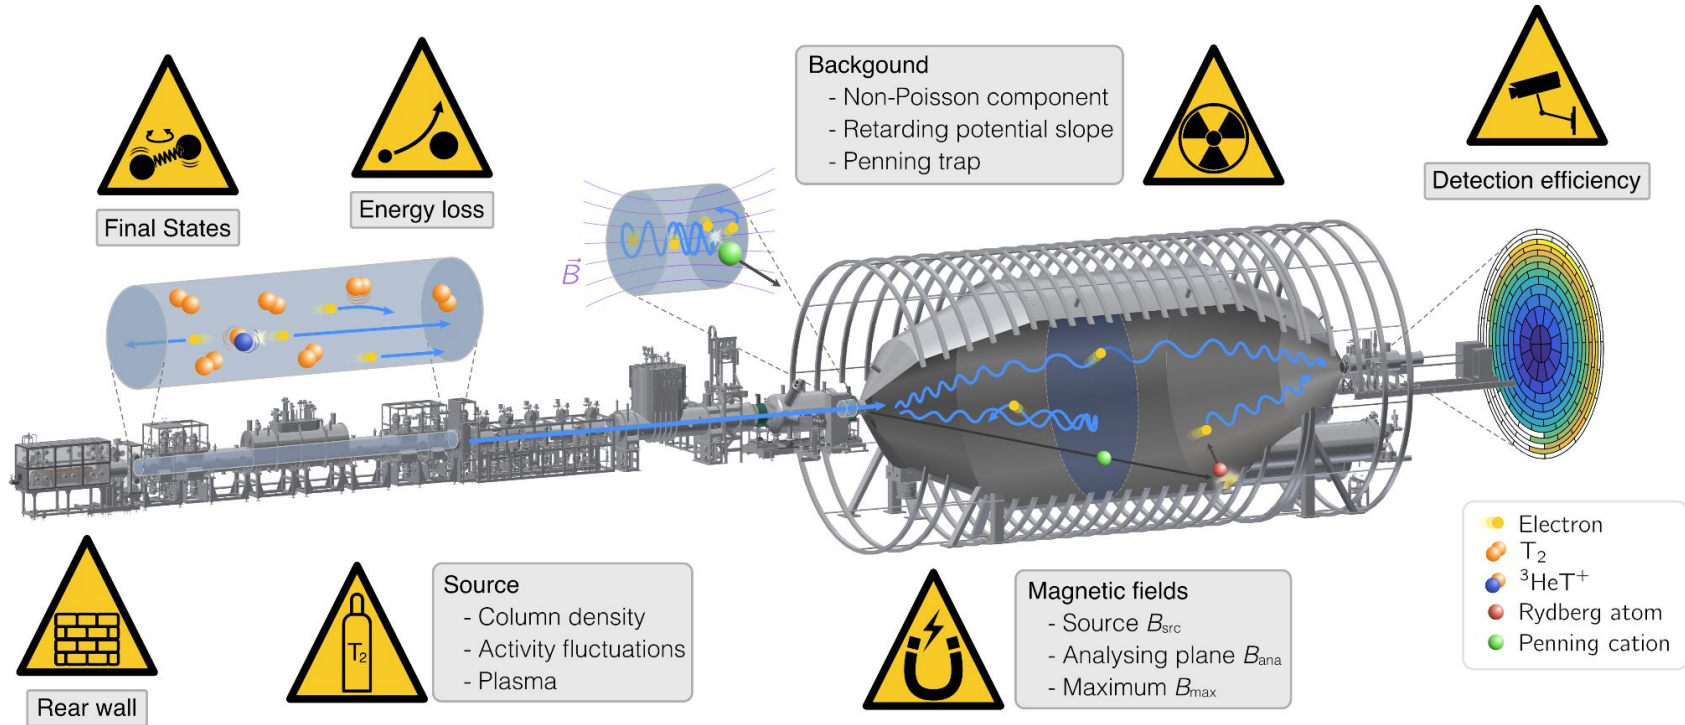 Final States
Energy loss
Backgound
- Non-Poisson component
- Retarding potential slope
- Penning trap
Detection efficiency
B⃗
Electron
T₂
³HeT⁺
Rydberg atom
Penning cation
Rear wall
T₂
Source
- Column density
- Activity fluctuations
- Plasma
Magnetic fields
- Source Bsrc
- Analysing plane Bana
- Maximum Bmax